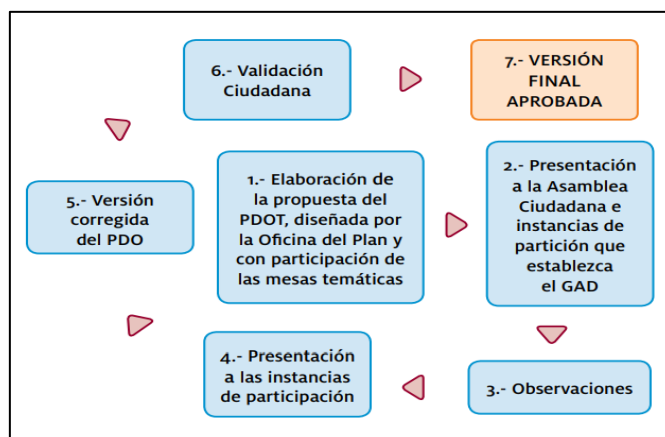 6.- Validación
Ciudadana
7.- VERSIÓN
FINAL
APROBADA
5.- Versión
corregida
del PDO
1.- Elaboración de
la propuesta del
PDOT, diseñada por
la Oficina del Plan y
con participación de
las mesas temáticas
2.- Presentación
a la Asamblea
Ciudadana e
instancias de
partición que
establezca
el GAD
4.- Presentación
a las instancias
de participación
3.- Observaciones